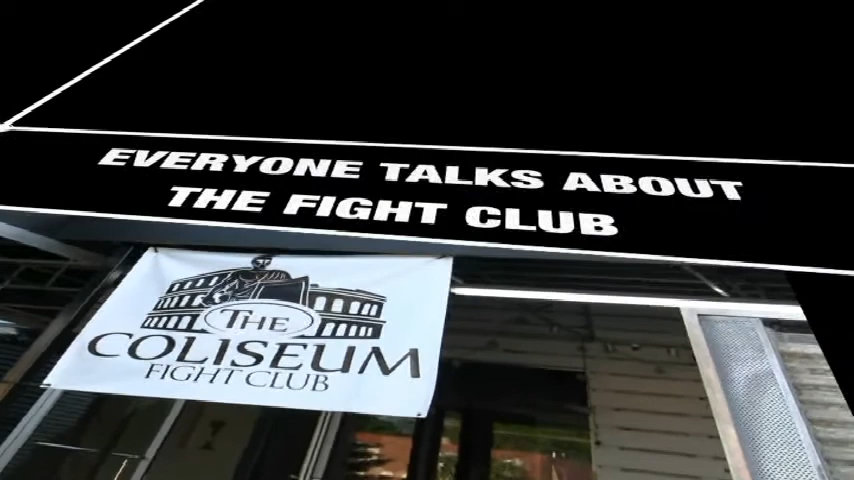 EVERYONE TALKS ABOUT
THE FIGHT CLUB
THE
COLISEUM
FIGHT CLUB